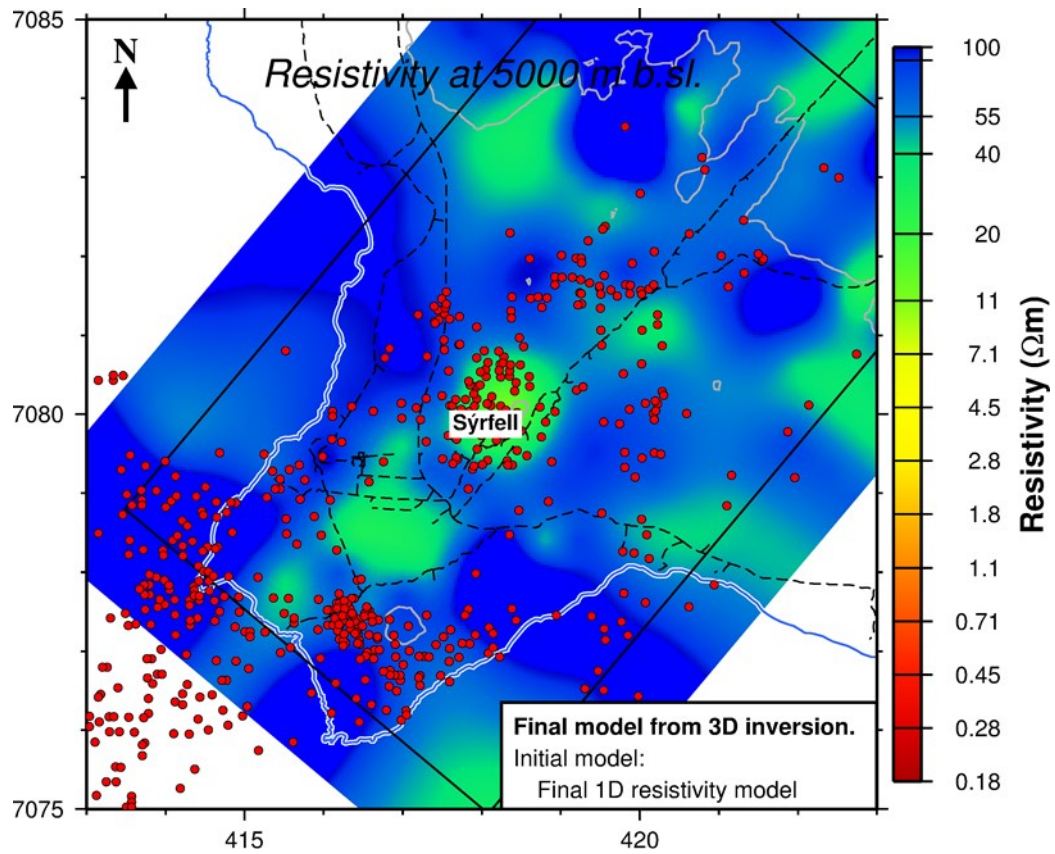 7085
N
Resistivity at 5000 m b.sl.
100
55
40
20
11
7.1
4.5
2.8
1.8
1.1
0.71
0.45
0.28
0.18
Resistivity (Ωm)
7080
Sýrfell
Final model from 3D inversion.
Initial model:
Final 1D resistivity model
7075
415
420